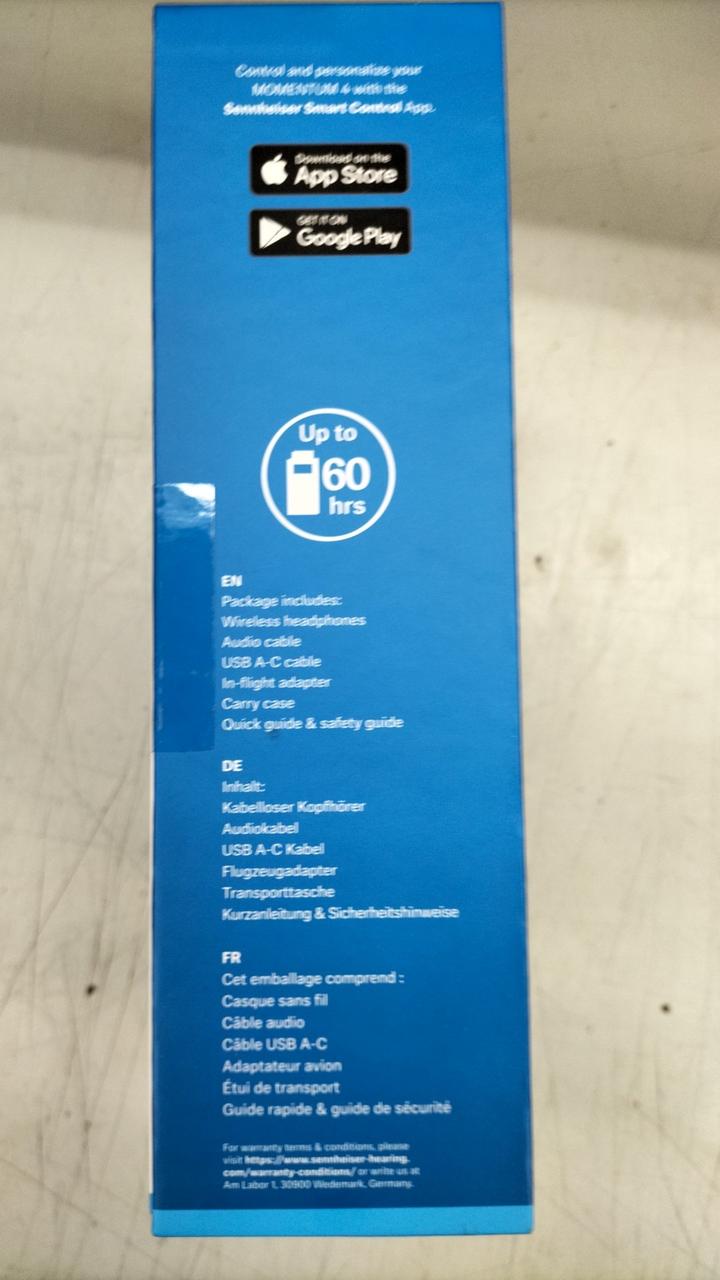 Control and personalize your
MOMENTUM 4 with the
Sennheiser Smart Control App.
Download on the
App Store
GET IT ON
Google Play
Up to
60
hrs
EN
Package includes:
Wireless headphones
Audio cable
USB A-C cable
In-flight adapter
Carry case
Quick guide & safety guide
DE
Inhalt:
Kabelloser Kopfhörer
Audiokabel
USB A-C Kabel
Flugzeugadapter
Transporttasche
Kurzanleitung & Sicherheitshinweise
FR
Cet emballage comprend :
Casque sans fil
Câble audio
Câble USB A-C
Adaptateur avion
Étui de transport
Guide rapide & guide de sécurité
For warranty terms & conditions, please
visit https://www.sennheiser-hearing.
com/warranty-conditions/ or write us at
Am Labor 1, 30900 Wedemark, Germany.